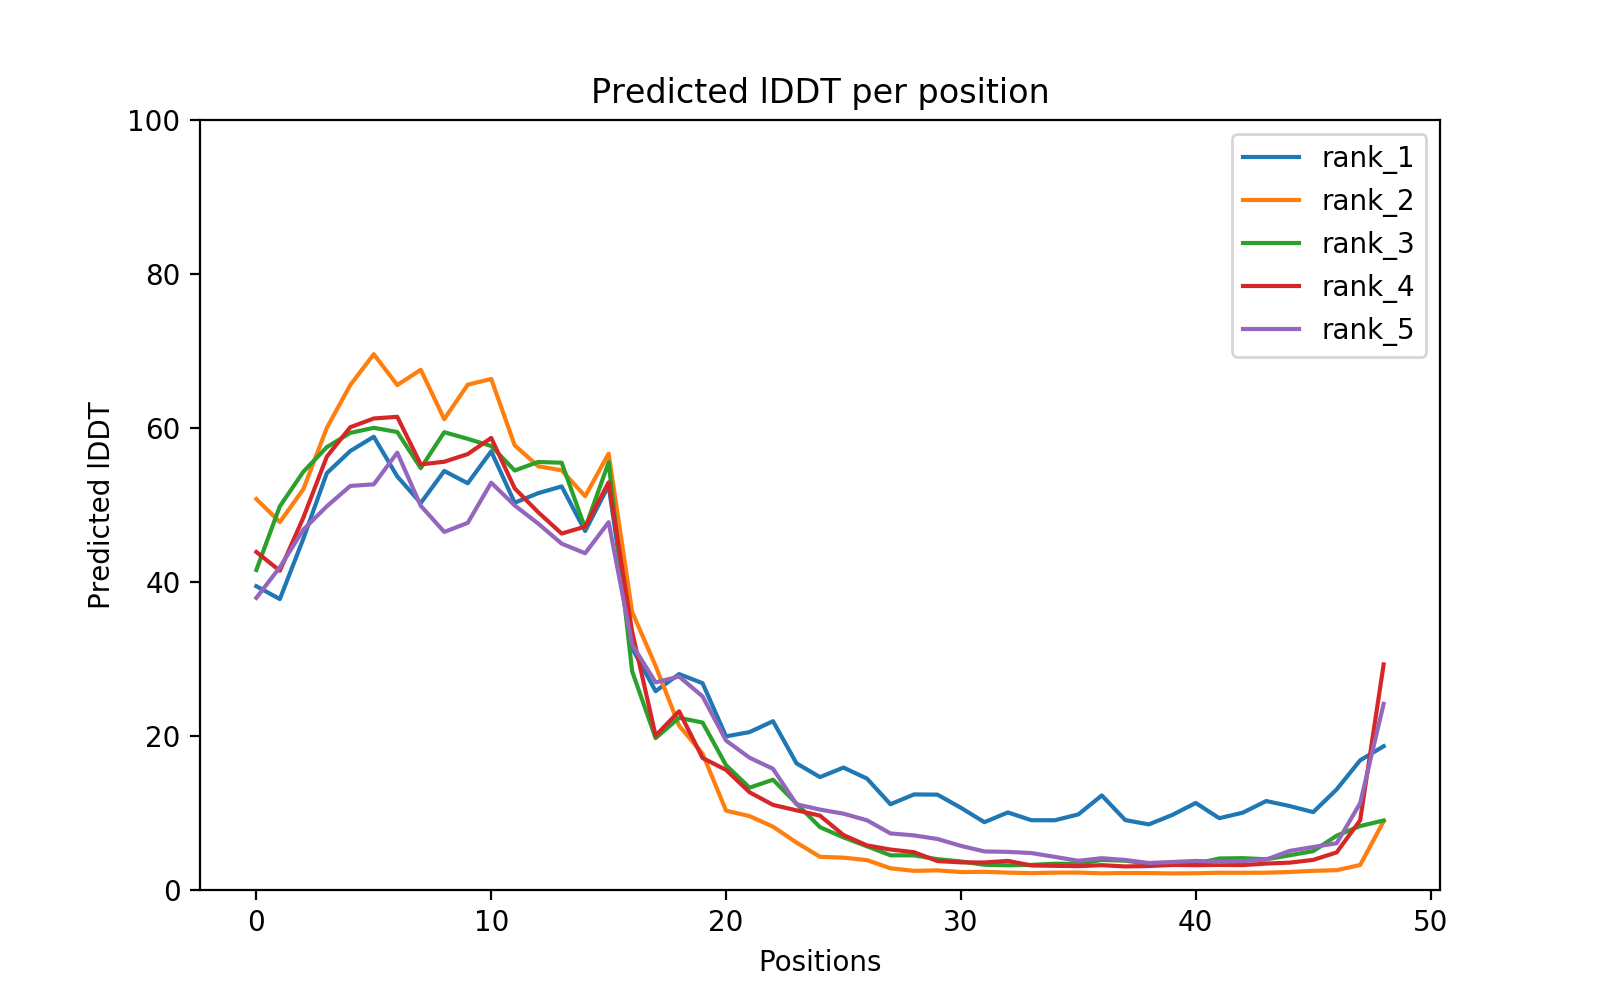 Predicted lDDT per position
100
80
60
40
20
0
Predicted lDDT
rank_1
rank_2
rank_3
rank_4
rank_5
0 10 20 30 40 50
Positions